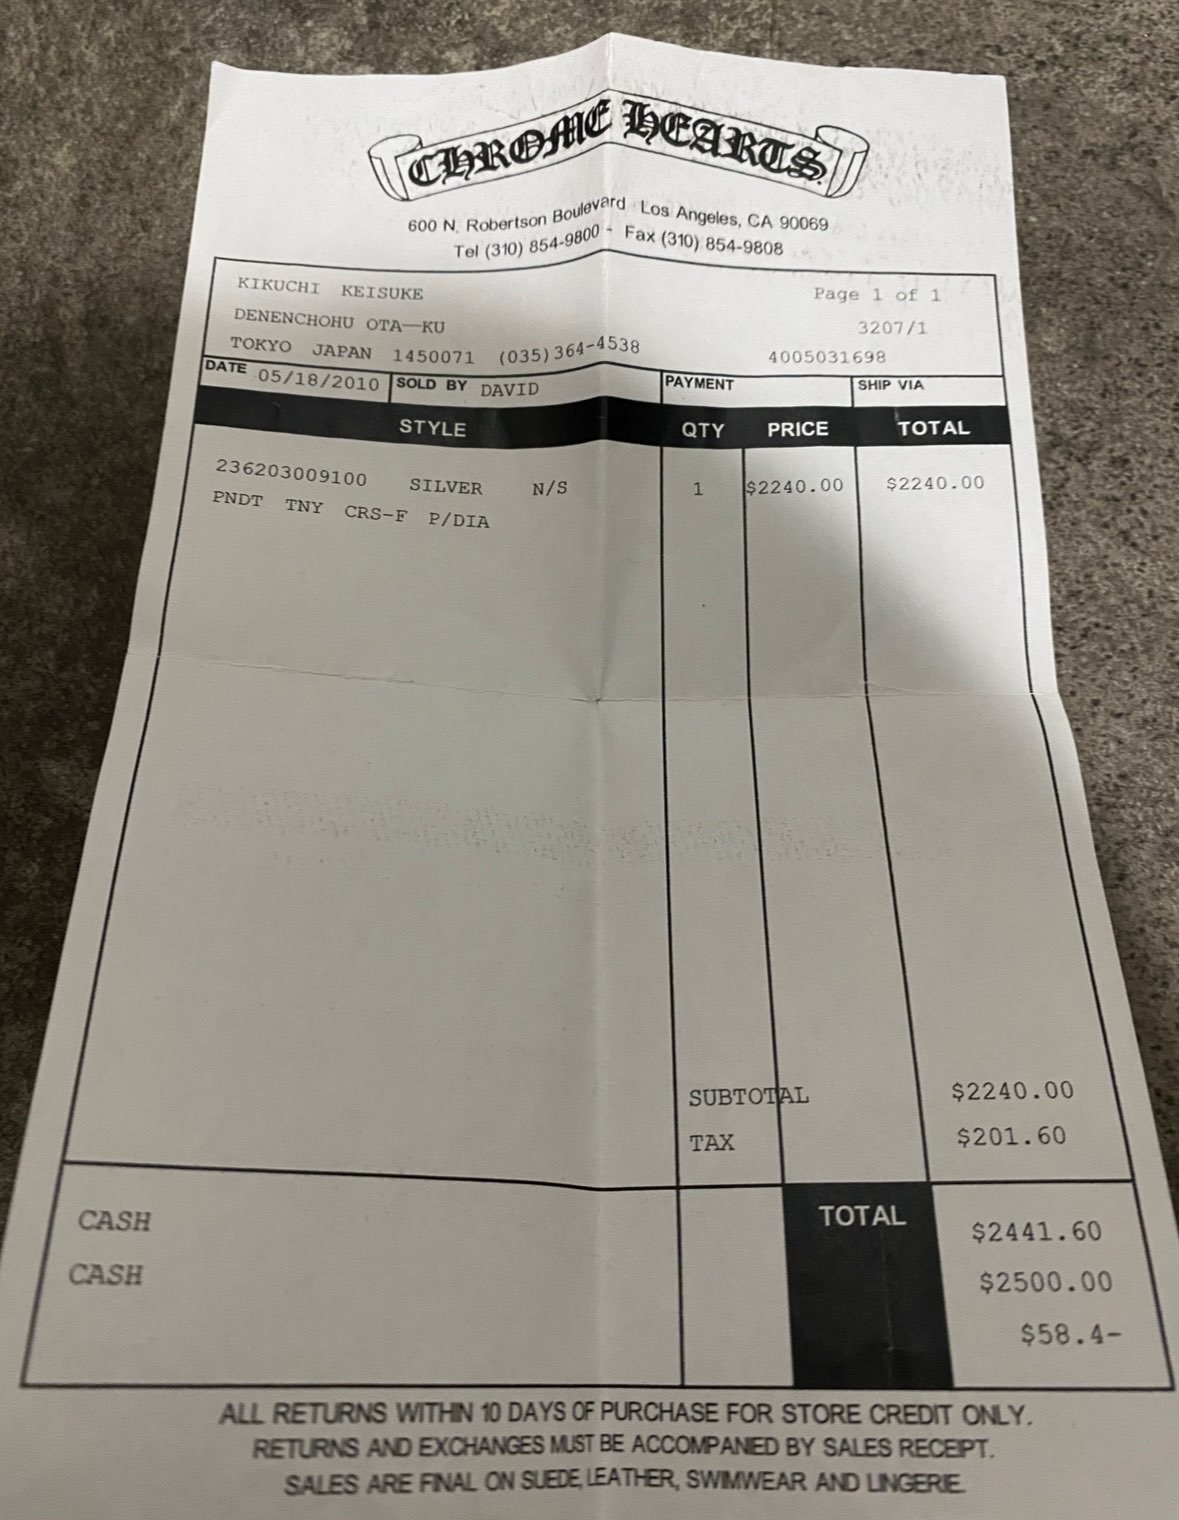 CHROME HEARTS
600 N. Robertson Boulevard Los Angeles, CA 90069
Tel (310) 854-9800 - Fax (310) 854-9808
KIKUCHI KEISUKE Page 1 of 1
DENENCHOHU OTA—KU 3207/1
TOKYO JAPAN 1450071 (035)364-4538 4005031698
DATE 05/18/2010 SOLD BY DAVID PAYMENT SHIP VIA
STYLE QTY PRICE TOTAL
236203009100 SILVER N/S 1 $2240.00 $2240.00
PNDT TNY CRS-F P/DIA
SUBTOTAL $2240.00
TAX $201.60
CASH TOTAL $2441.60
CASH $2500.00
$58.4-
ALL RETURNS WITHIN 10 DAYS OF PURCHASE FOR STORE CREDIT ONLY.
RETURNS AND EXCHANGES MUST BE ACCOMPANIED BY SALES RECEIPT.
SALES ARE FINAL ON SUEDE, LEATHER, SWIMWEAR AND LINGERIE.